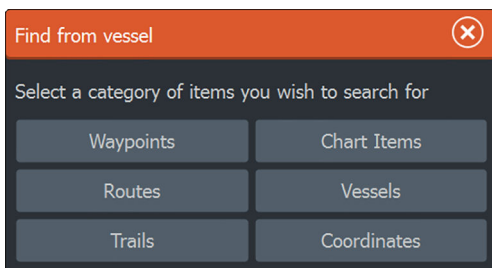 Find from vessel
Select a category of items you wish to search for
Waypoints
Chart Items
Routes
Vessels
Trails
Coordinates